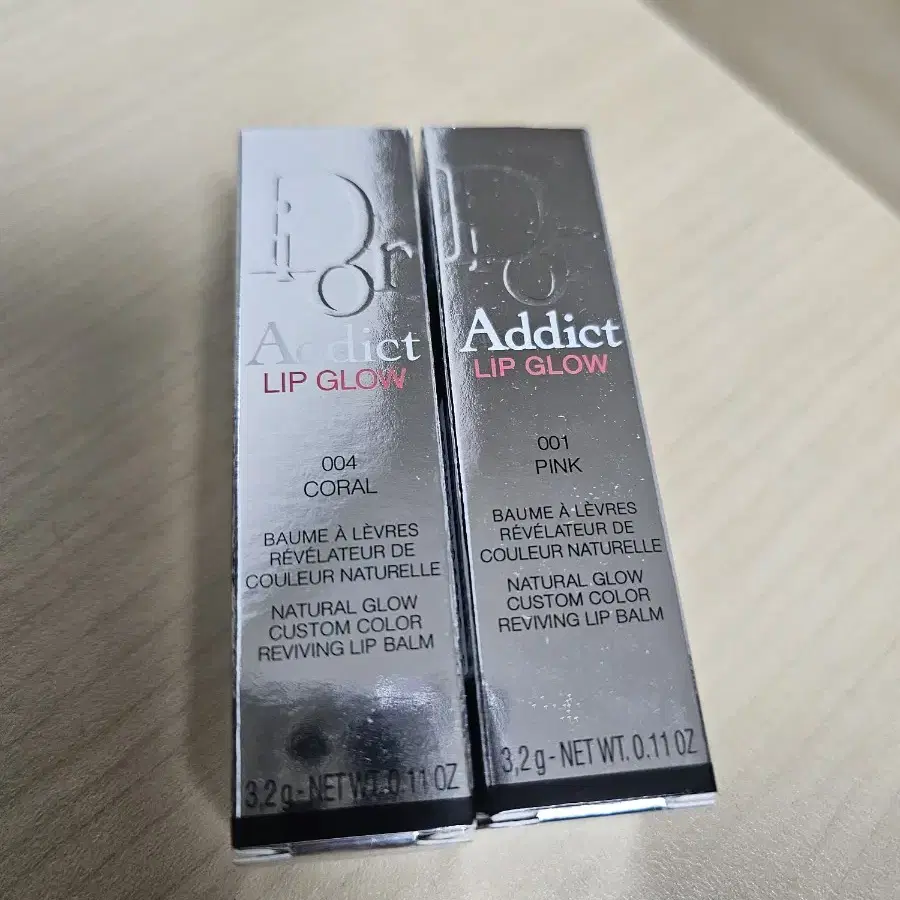 Dior
Addict
LIP GLOW
004
CORAL
BAUME À LÈVRES
RÉVÉLATEUR DE
COULEUR NATURELLE
NATURAL GLOW
CUSTOM COLOR
REVIVING LIP BALM
3,2 g - NET WT. 0.11 OZ
Dior
Addict
LIP GLOW
001
PINK
BAUME À LÈVRES
RÉVÉLATEUR DE
COULEUR NATURELLE
NATURAL GLOW
CUSTOM COLOR
REVIVING LIP BALM
3,2 g - NET WT. 0.11 OZ